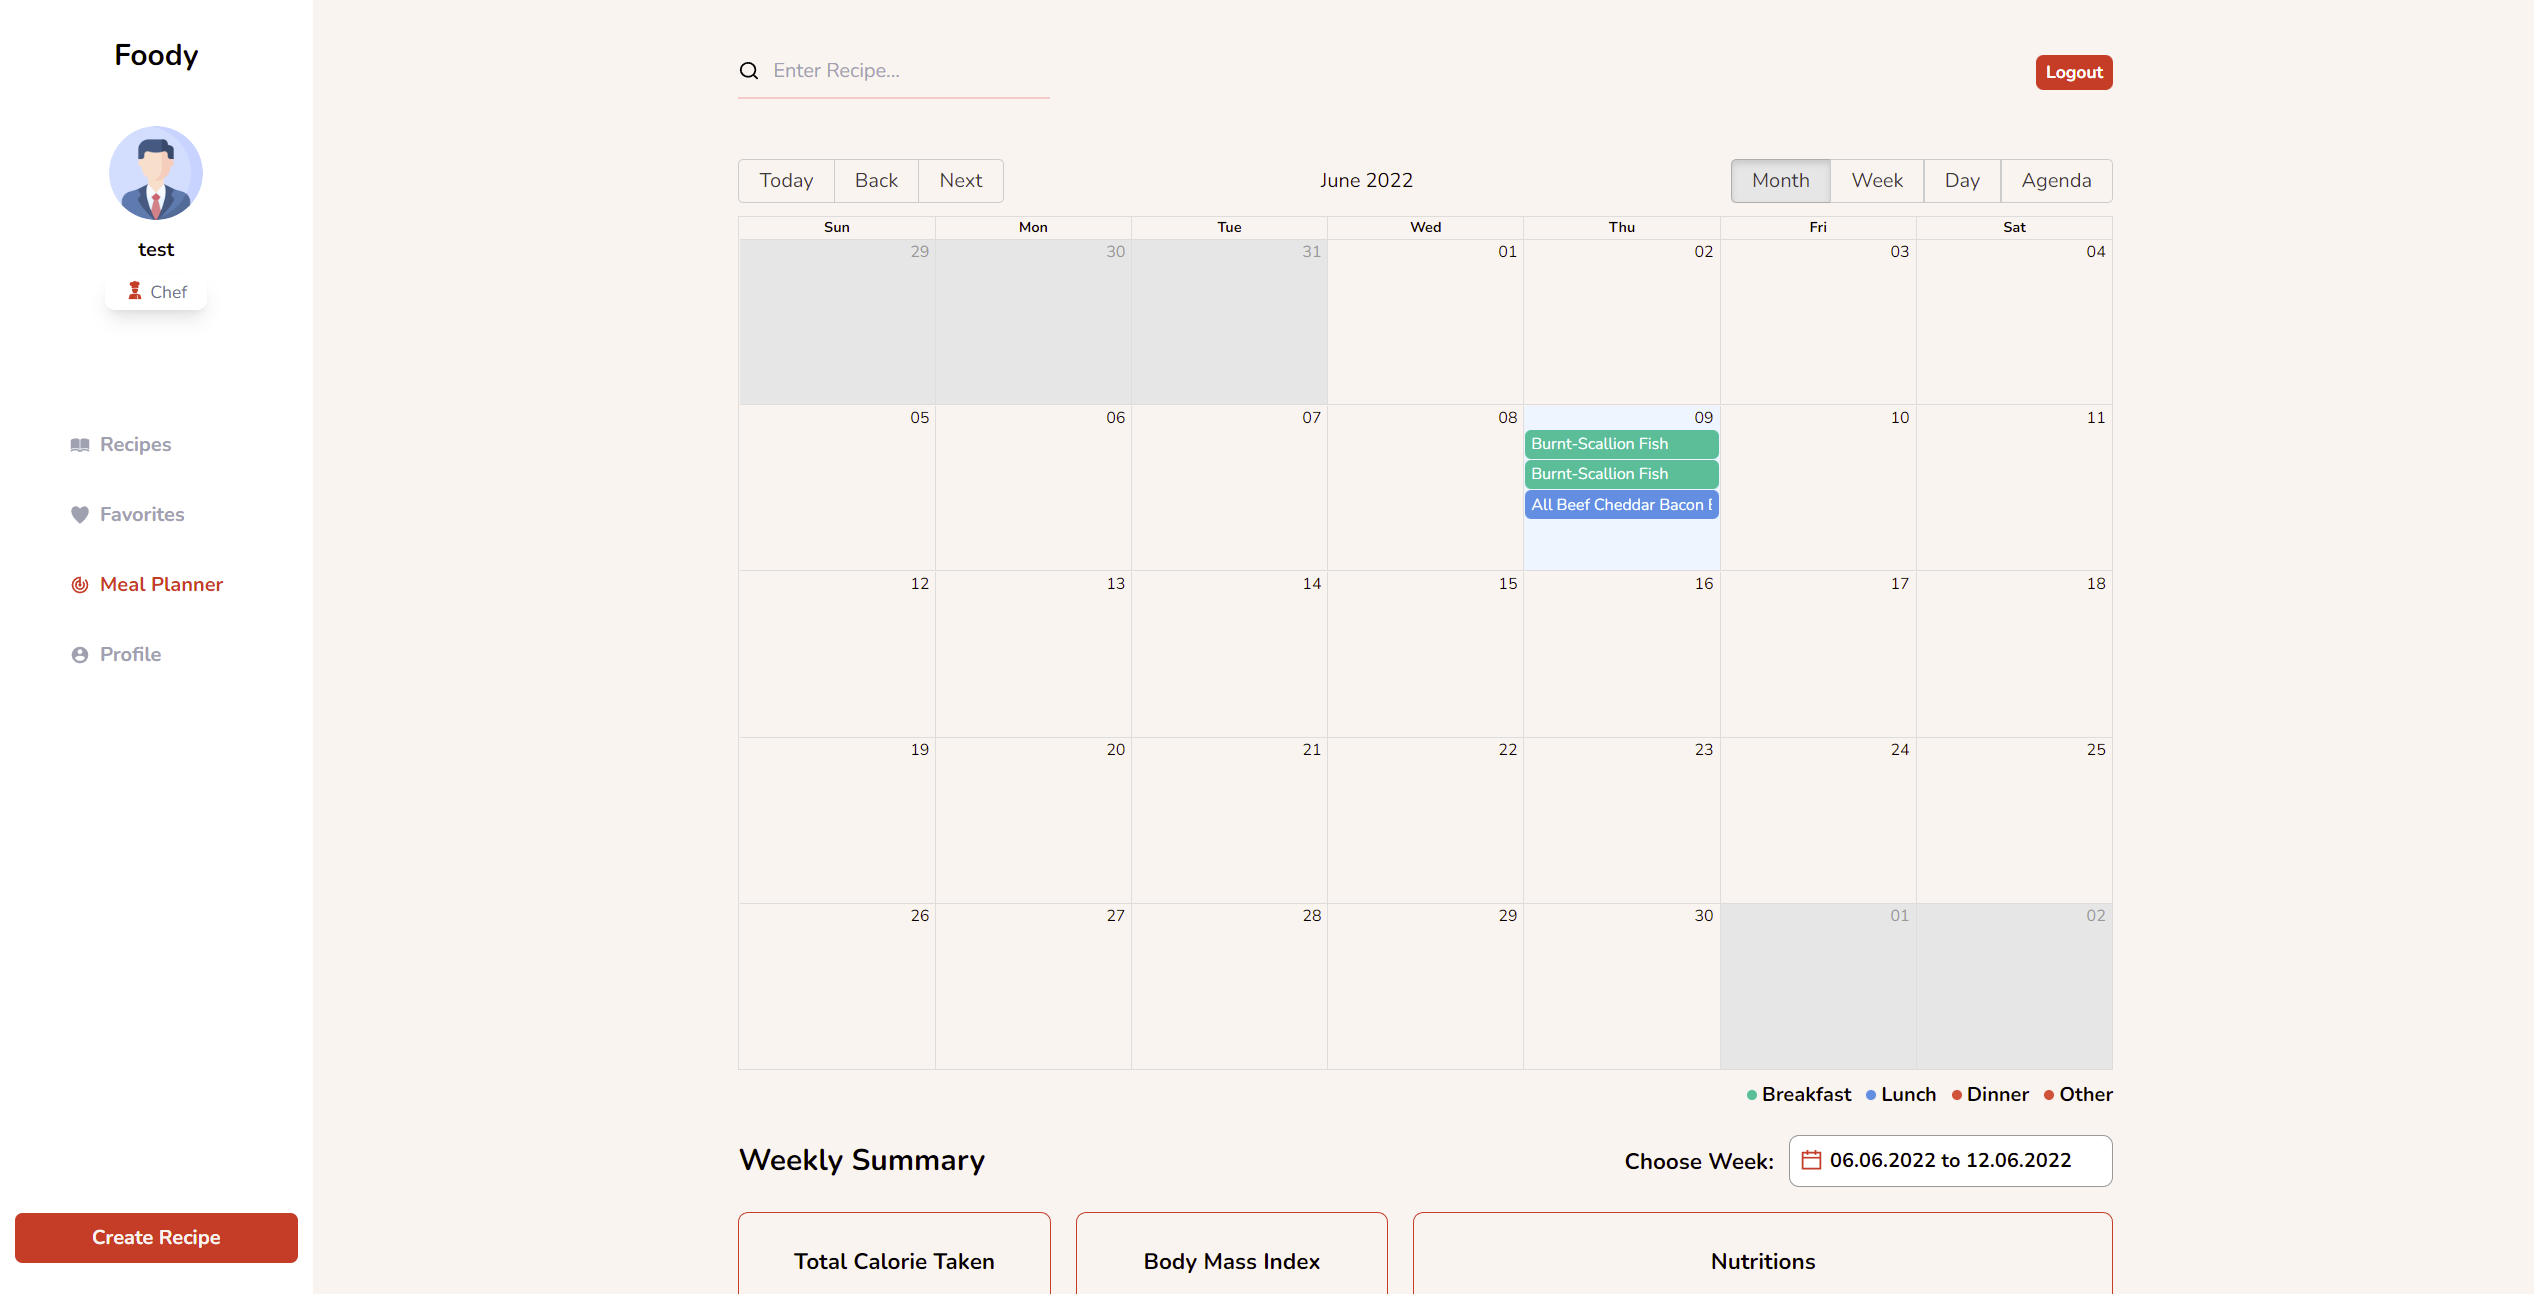 Foody
test
Chef
Recipes
Favorites
Meal Planner
Profile
Create Recipe
Enter Recipe...
Logout
Today Back Next
June 2022
Month Week Day Agenda
Sun Mon Tue Wed Thu Fri Sat
29 30 31 01 02 03 04
05 06 07 08 09 10 11
Burnt-Scallion Fish
Burnt-Scallion Fish
All Beef Cheddar Bacon
12 13 14 15 16 17 18
19 20 21 22 23 24 25
26 27 28 29 30 01 02
Breakfast Lunch Dinner Other
Weekly Summary
Choose Week: 06.06.2022 to 12.06.2022
Total Calorie Taken
Body Mass Index
Nutritions